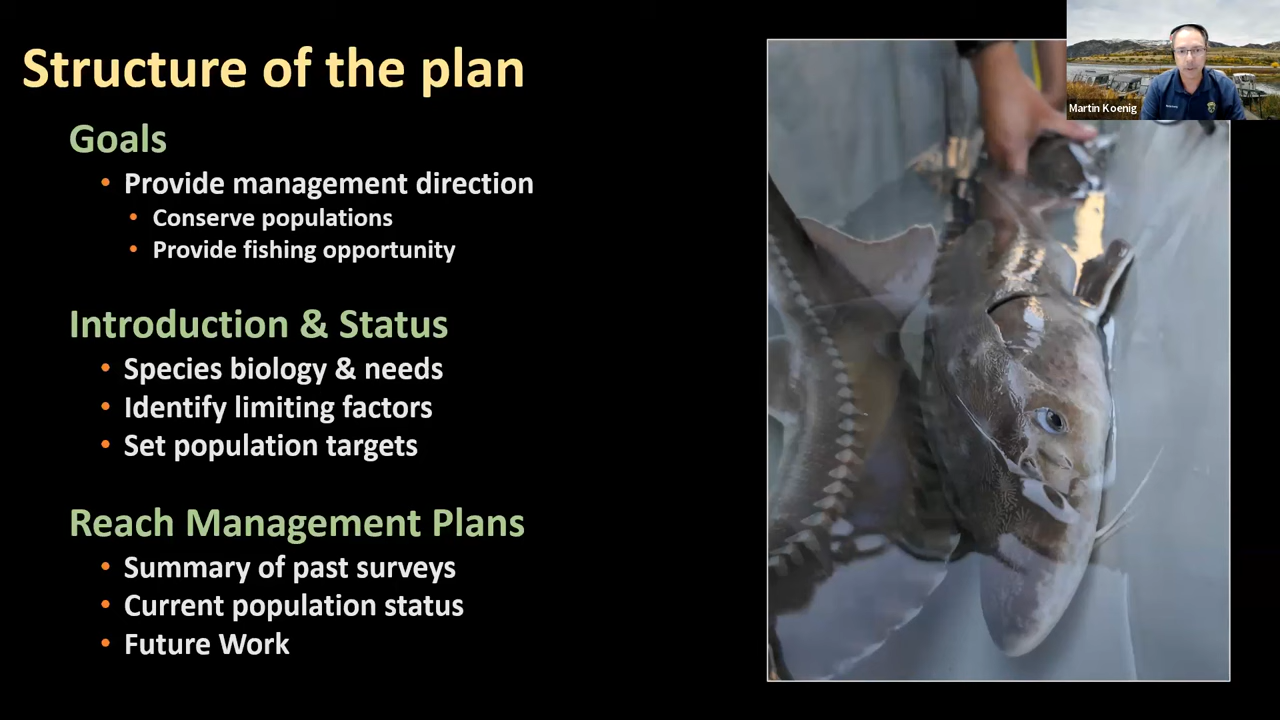 Structure of the plan
Goals
• Provide management direction
• Conserve populations
• Provide fishing opportunity
Introduction & Status
• Species biology & needs
• Identify limiting factors
• Set population targets
Reach Management Plans
• Summary of past surveys
• Current population status
• Future Work
Martin Koenig